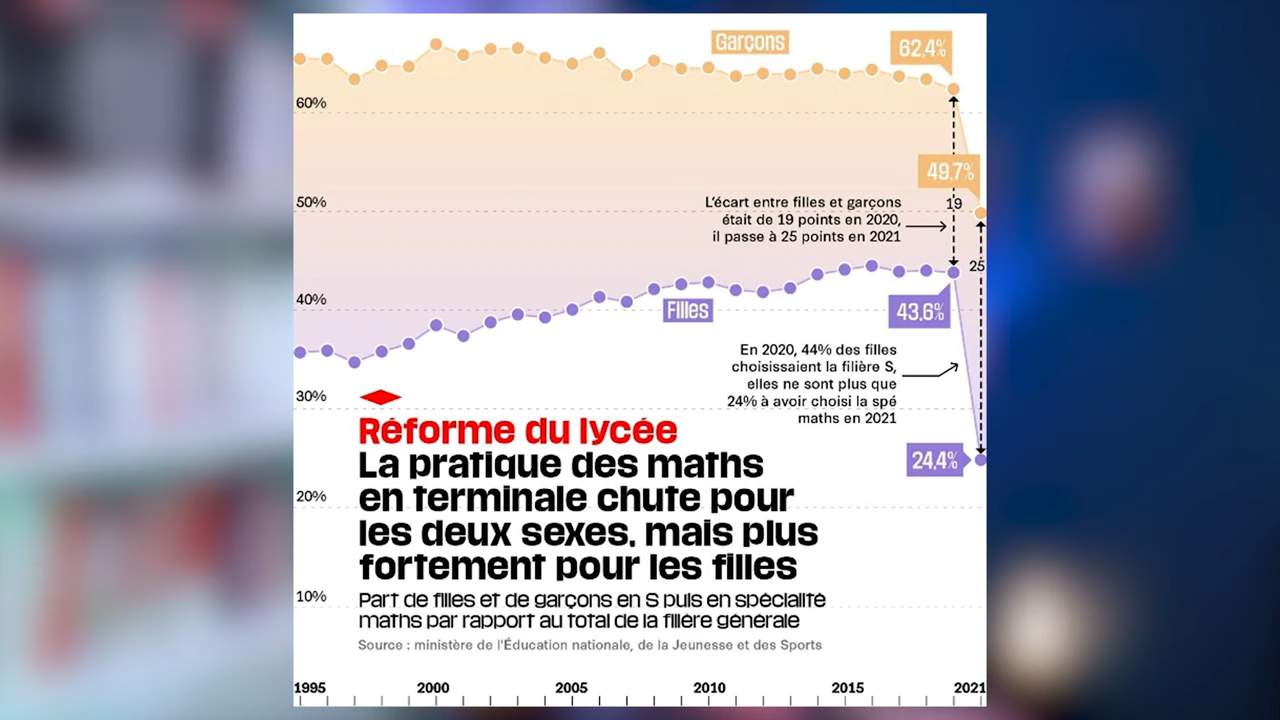 Garçons
62,4%
60%
49,7%
50%
19
L'écart entre filles et garçons
était de 19 points en 2020,
il passe à 25 points en 2021
25
40%
Filles
43,6%
En 2020, 44% des filles
choisissaient la filière S,
elles ne sont plus que
24% à avoir choisi la spé
maths en 2021
30%
24,4%
Réforme du lycée
La pratique des maths
en terminale chute pour
les deux sexes, mais plus
fortement pour les filles
20%
10%
Part de filles et de garçons en S puis en spécialité
maths par rapport au total de la filière générale
Source : ministère de l'Éducation nationale, de la Jeunesse et des Sports
1995 2000 2005 2010 2015 2021